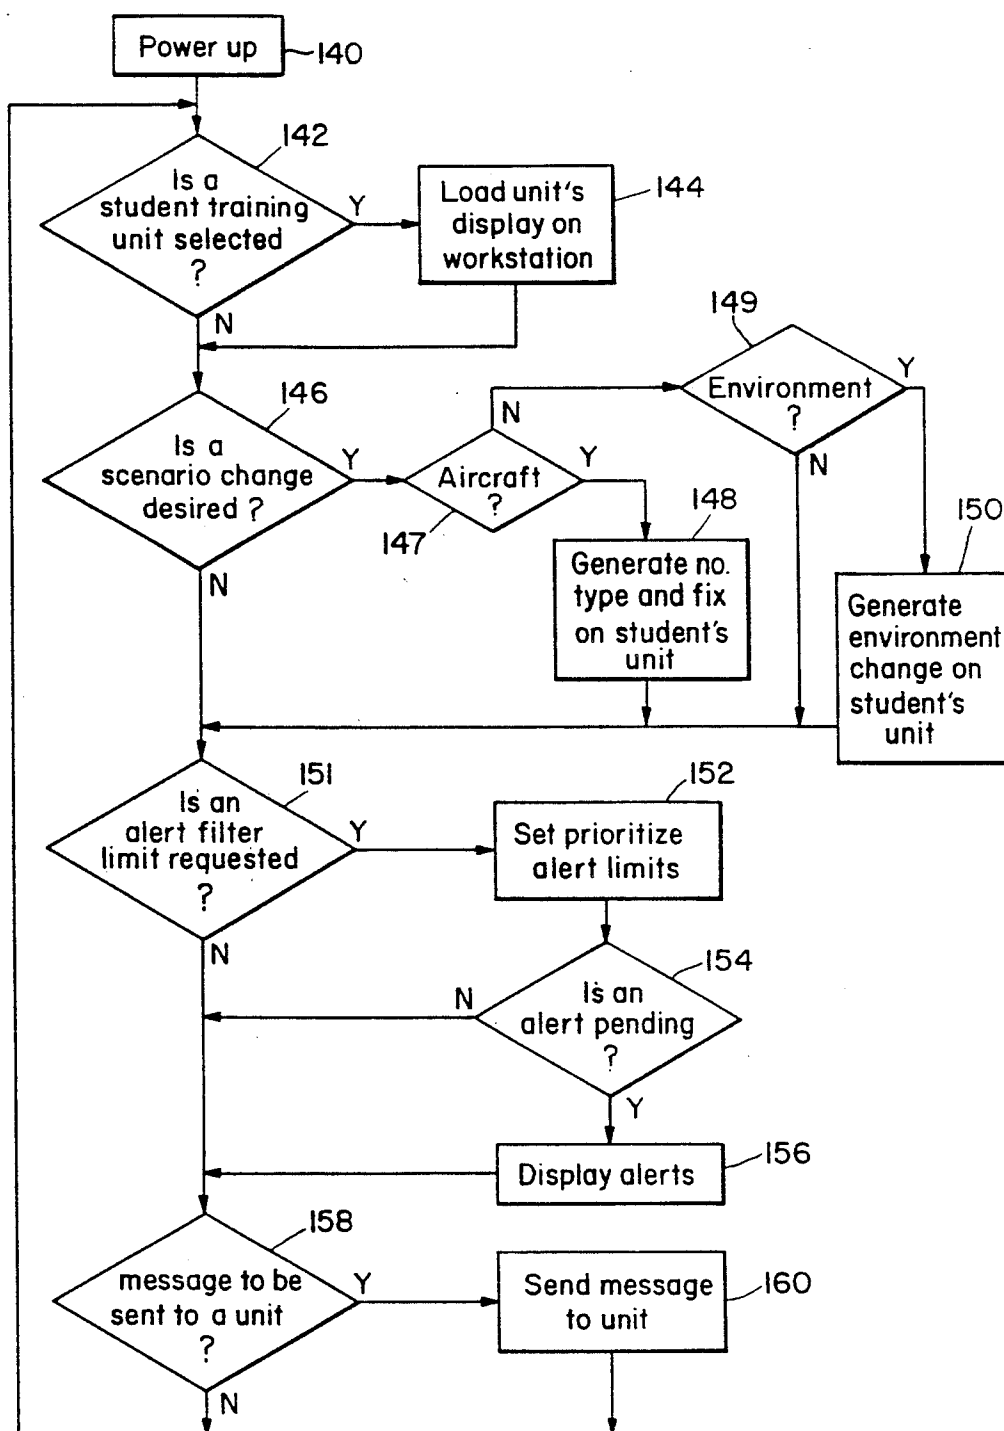 Power up
140
142
Is a
student training
unit selected
?
Y
N
Load unit's
display on
workstation
144
146
Is a
scenario change
desired ?
Y
N
Aircraft
?
147
N
Y
149
Environment
?
Y
N
148
Generate no.
type and fix
on student's
unit
150
Generate
environment
change on
student's
unit
151
Is an
alert filter
limit requested
?
Y
N
152
Set prioritize
alert limits
154
Is an
alert pending
?
N
Y
Display alerts
156
158
message to be
sent to a unit
?
Y
N
Send message
to unit
160